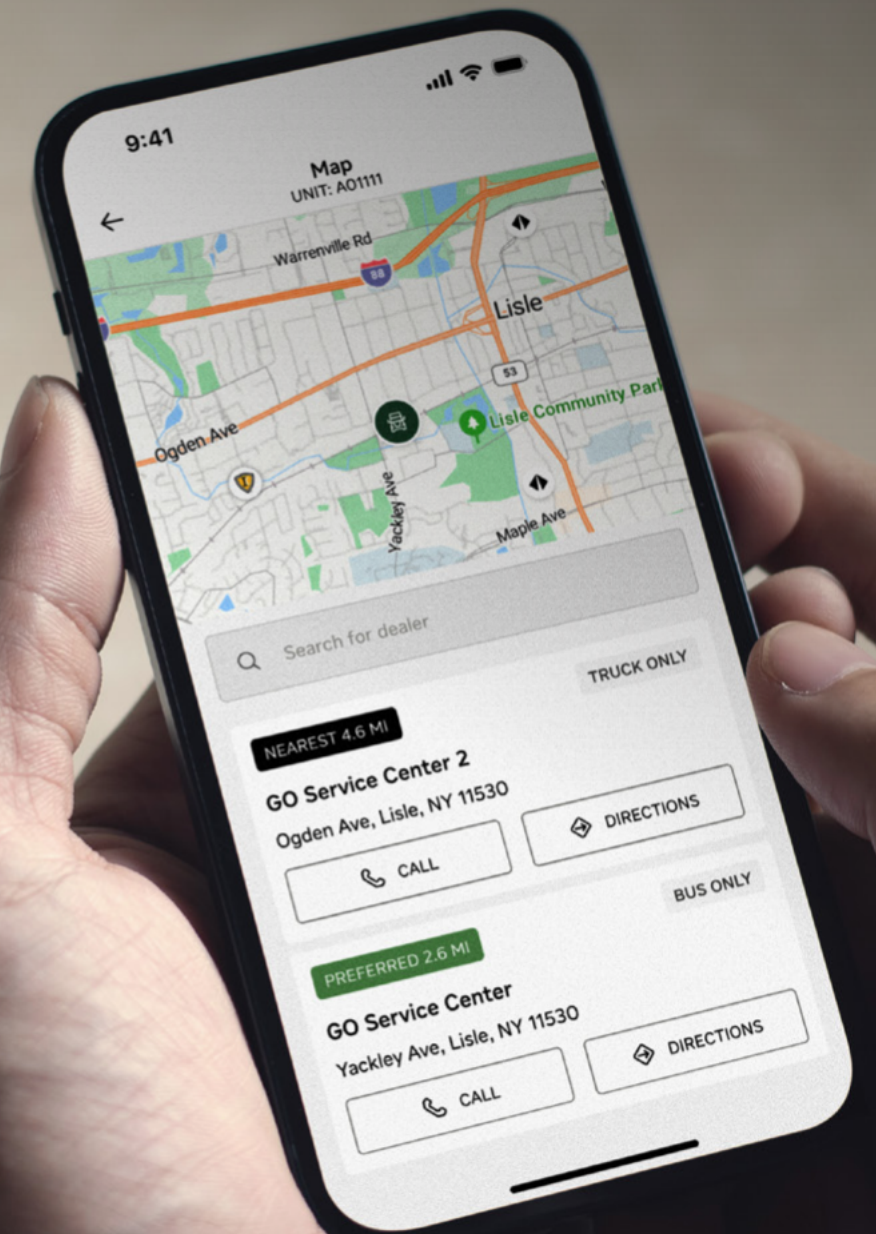 9:41
Map
UNIT: A01111
Warrenville Rd
88
Lisle
53
Lisle Community Park
Ogden Ave
Yackley Ave
Maple Ave
Search for dealer
TRUCK ONLY
NEAREST 4.6 MI
GO Service Center 2
Ogden Ave, Lisle, NY 11530
CALL
DIRECTIONS
BUS ONLY
PREFERRED 2.6 MI
GO Service Center
Yackley Ave, Lisle, NY 11530
CALL
DIRECTIONS